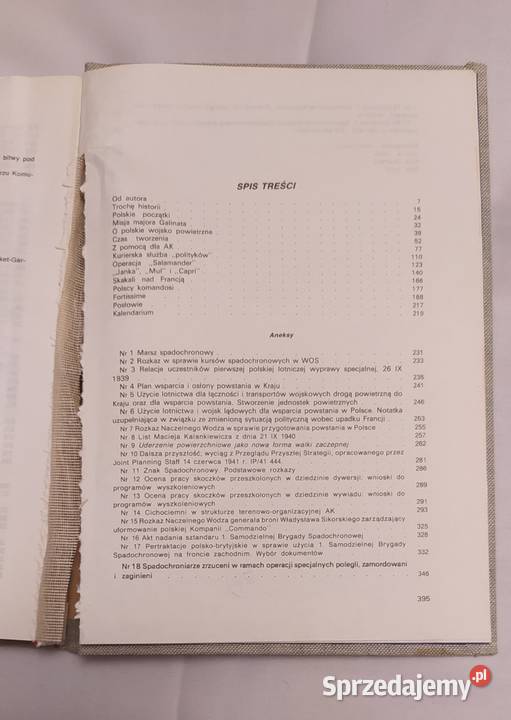 bitwy pod
rzu Komo-
ket-Gar-
SPIS TREŚCI
Od autora 7
Trochę historii 15
Polskie początki 24
Misja majora Galinata 33
O polskie wojsko powietrzne 39
Czas tworzenia 52
Z pomocą dla AK 77
Kurierska służba „polityków" 110
Operacja „Salamander" 123
„Janka", „Mul" i „Capri" 140
Skakali nad Francją 166
Polscy komandosi 177
Fortissime 188
Posłowie 217
Kalendarium 219
Aneksy
Nr 1 Marsz spadochronowy 231
Nr 2 Rozkaz w sprawie kursów spadochronowych w WOS 233
Nr 3 Relacje uczestników pierwszej polskiej lotniczej wyprawy specjalnej, 26 IX
1939 235
Nr 4 Plan wsparcia i osłony powstania w Kraju 241
Nr 5 Użycie lotnictwa dla łączności i transportów wojskowych drogą powietrzną do
Kraju oraz dla wsparcia powstania. Stworzenie jednostek powietrznych 246
Nr 6 Użycie lotnictwa i wojsk lądowych dla wsparcia powstania w Polsce. Notatka
uzupełniająca w związku ze zmienioną sytuacją polityczną wobec upadku Francji 253
Nr 7 Rozkaz Naczelnego Wodza w sprawie przygotowania powstania w Polsce 255
Nr 8 List Macieja Kalenkiewicza z dnia 21 IX 1940 257
Nr 9 Uderzenie powierzchniowe jako nowa forma walki zaczepnej 262
Nr 10 Dalsza przyszłość; wyciąg z Przeglądu Przyszłej Strategii, opracowanego przez
Joint Planning Staff 14 czerwca 1941 r. IP/41 444 281
Nr 11 Znak Spadochronowy. Podstawowe rozkazy 286
Nr 12 Ocena pracy skoczków przeszkolonych w dziedzinie dywersji: wnioski do
programów wyszkoleniowych 289
Nr 13 Ocena pracy skoczków przeszkolonych w dziedzinie wywiadu: wnioski do
programów wyszkoleniowych 291
Nr 14 Cichociemni w strukturze terenowo-organizacyjnej AK 293
Nr 15 Rozkaz Naczelnego Wodza generała broni Władysława Sikorskiego zarządzający
uformowanie polskiej Kompanii „Commando" 325
Nr 16 Akt nadania sztandaru 1. Samodzielnej Brygady Spadochronowej 328
Nr 17 Pertraktacje polsko-brytyjskie w sprawie użycia 1. Samodzielnej Brygady
Spadochronowej na froncie zachodnim. Wybór dokumentów 332
Nr 18 Spadochroniarze zrzuceni w ramach operacji specjalnych polegli, zamordowani
i zaginieni 346
395
Sprzedajemy.pl